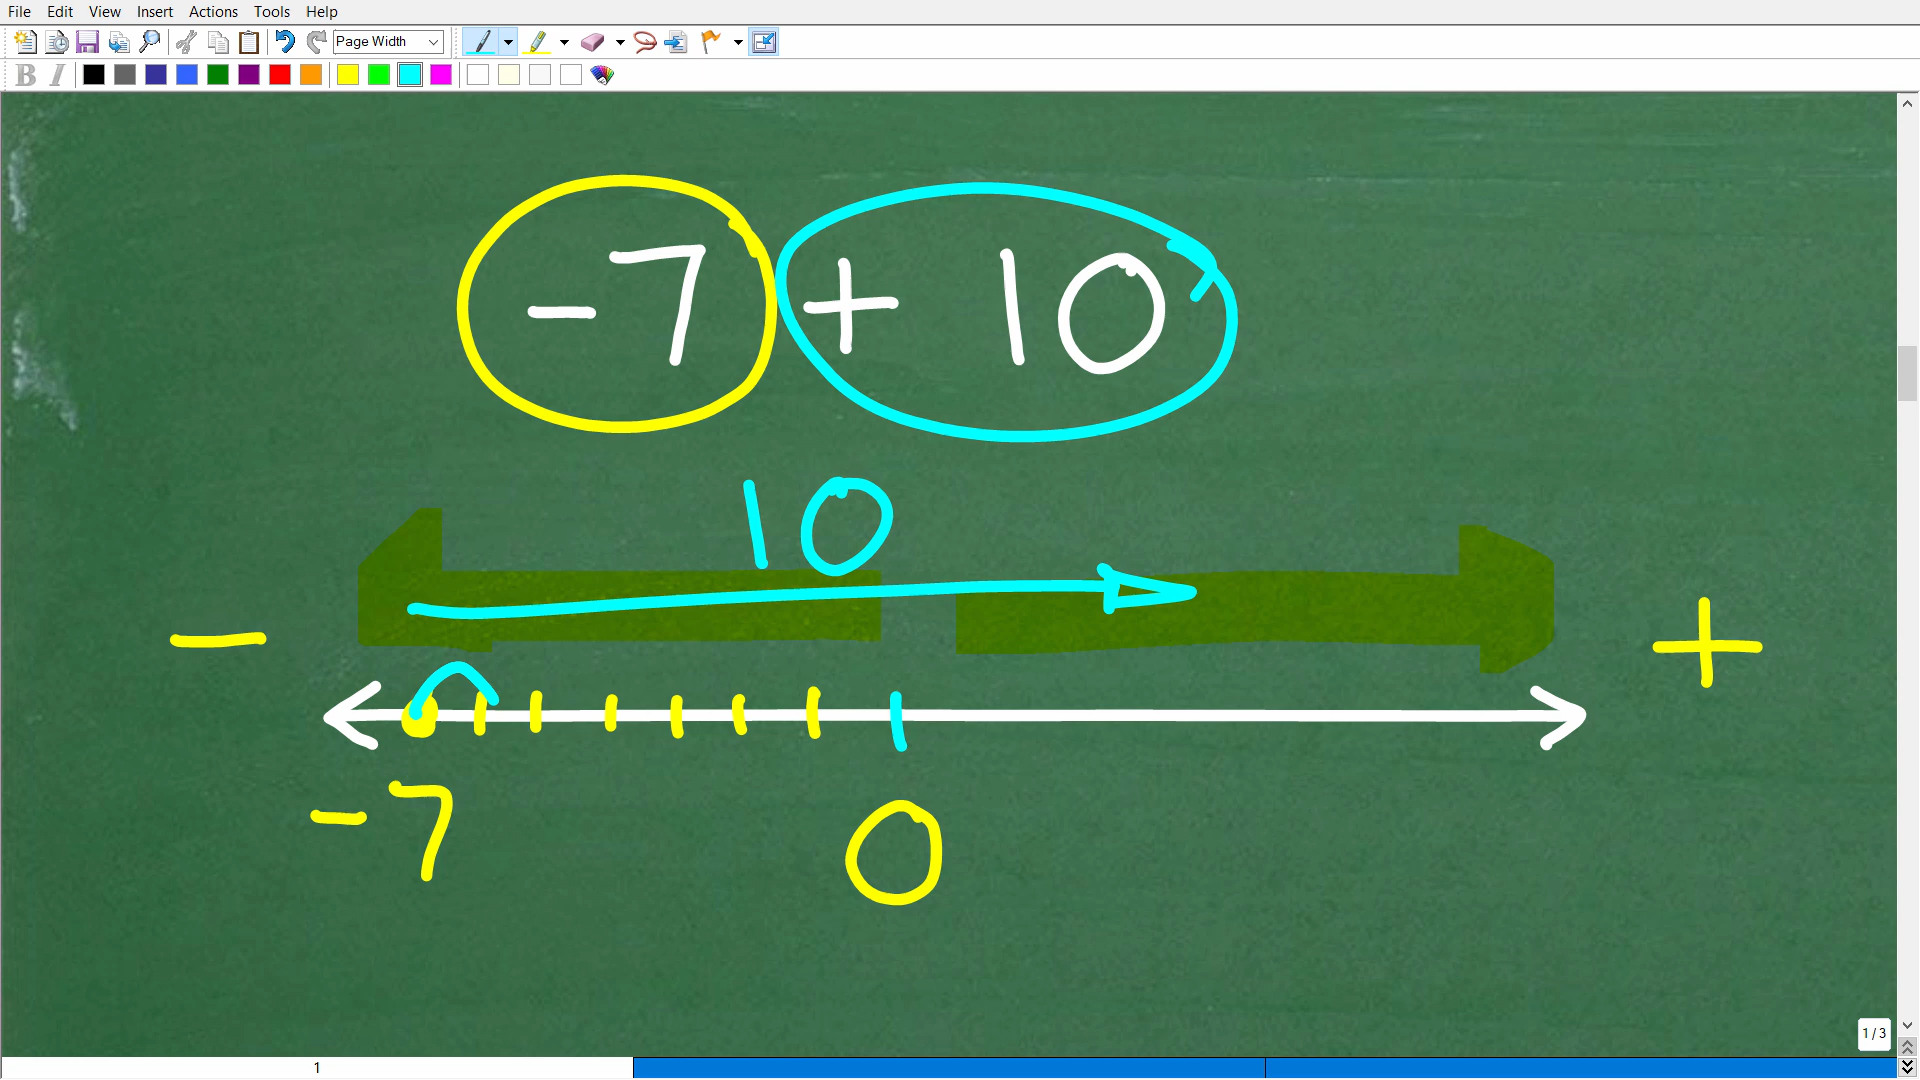 File Edit View Insert Actions Tools Help
Page Width
B I
-7 + 10
10
- +
-7 0
1 / 3
1